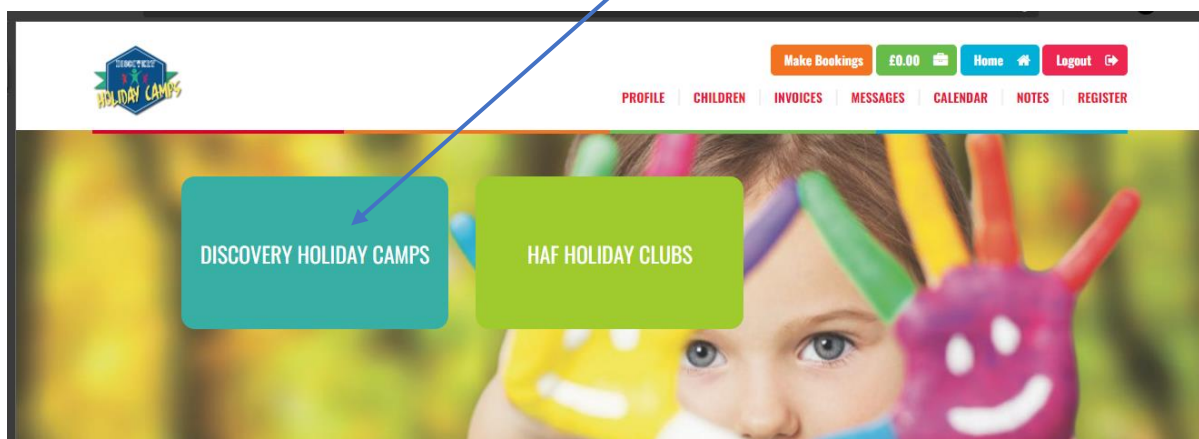 DISCOVERY
HOLIDAY CAMPS
Make Bookings £0.00 Home Logout
PROFILE CHILDREN INVOICES MESSAGES CALENDAR NOTES REGISTER
DISCOVERY HOLIDAY CAMPS HAF HOLIDAY CLUBS